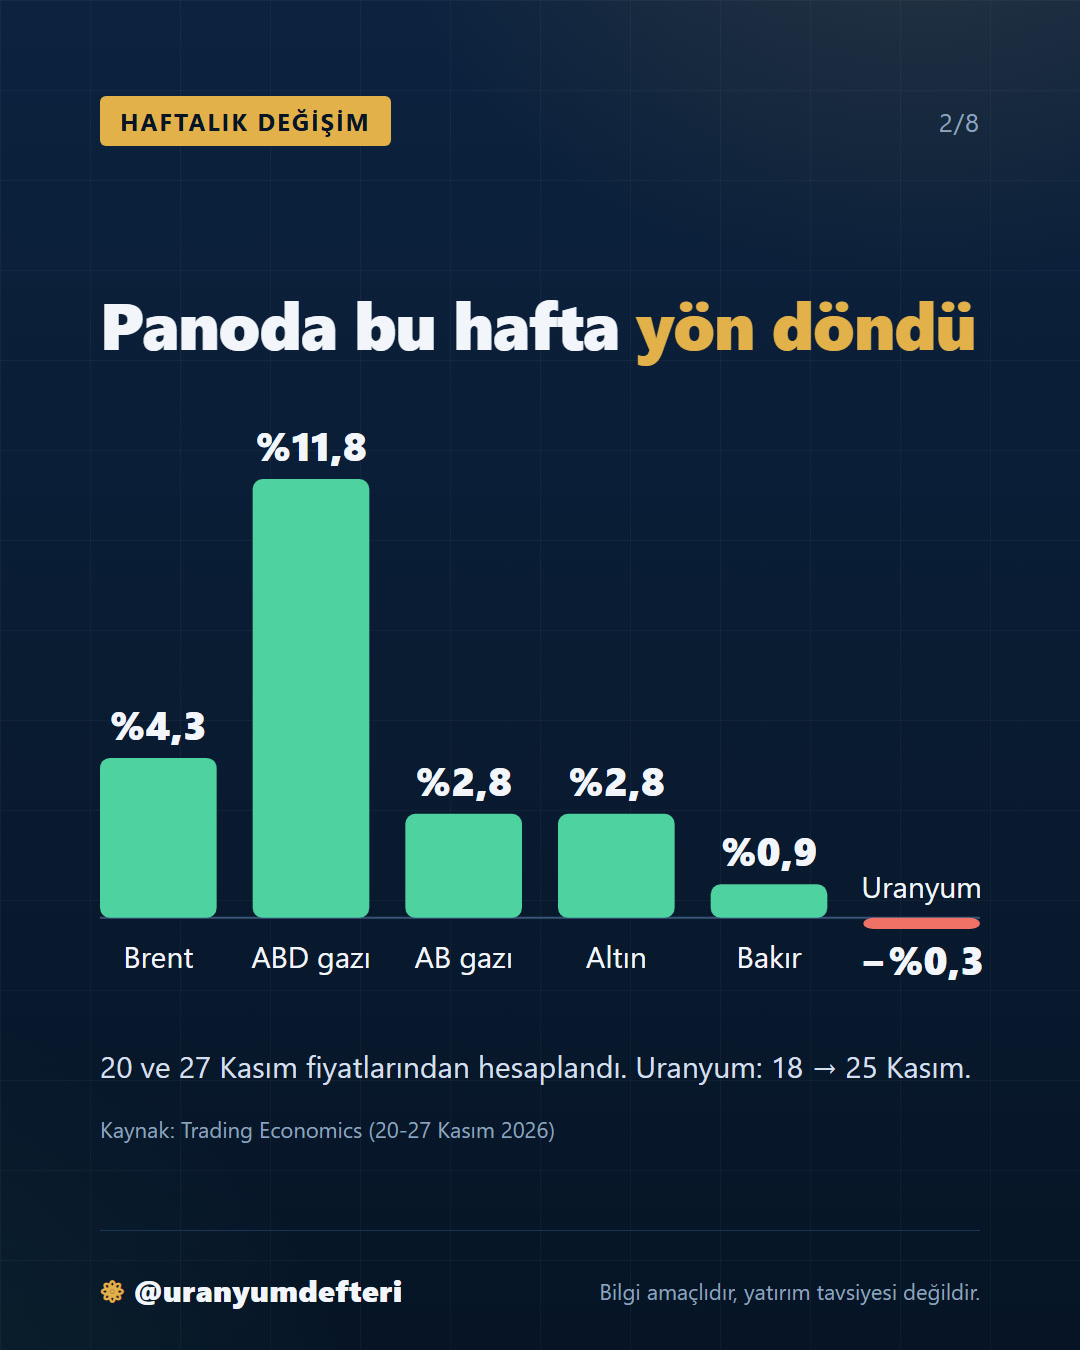 HAFTALIK DEĞİŞİM
2/8
Panoda bu hafta yön döndü
%11,8
%4,3
%2,8
%2,8
%0,9
Uranyum
Brent
ABD gazı
AB gazı
Altın
Bakır
−%0,3
20 ve 27 Kasım fiyatlarından hesaplandı. Uranyum: 18 → 25 Kasım.
Kaynak: Trading Economics (20-27 Kasım 2026)
@uranyumdefteri
Bilgi amaçlıdır, yatırım tavsiyesi değildir.